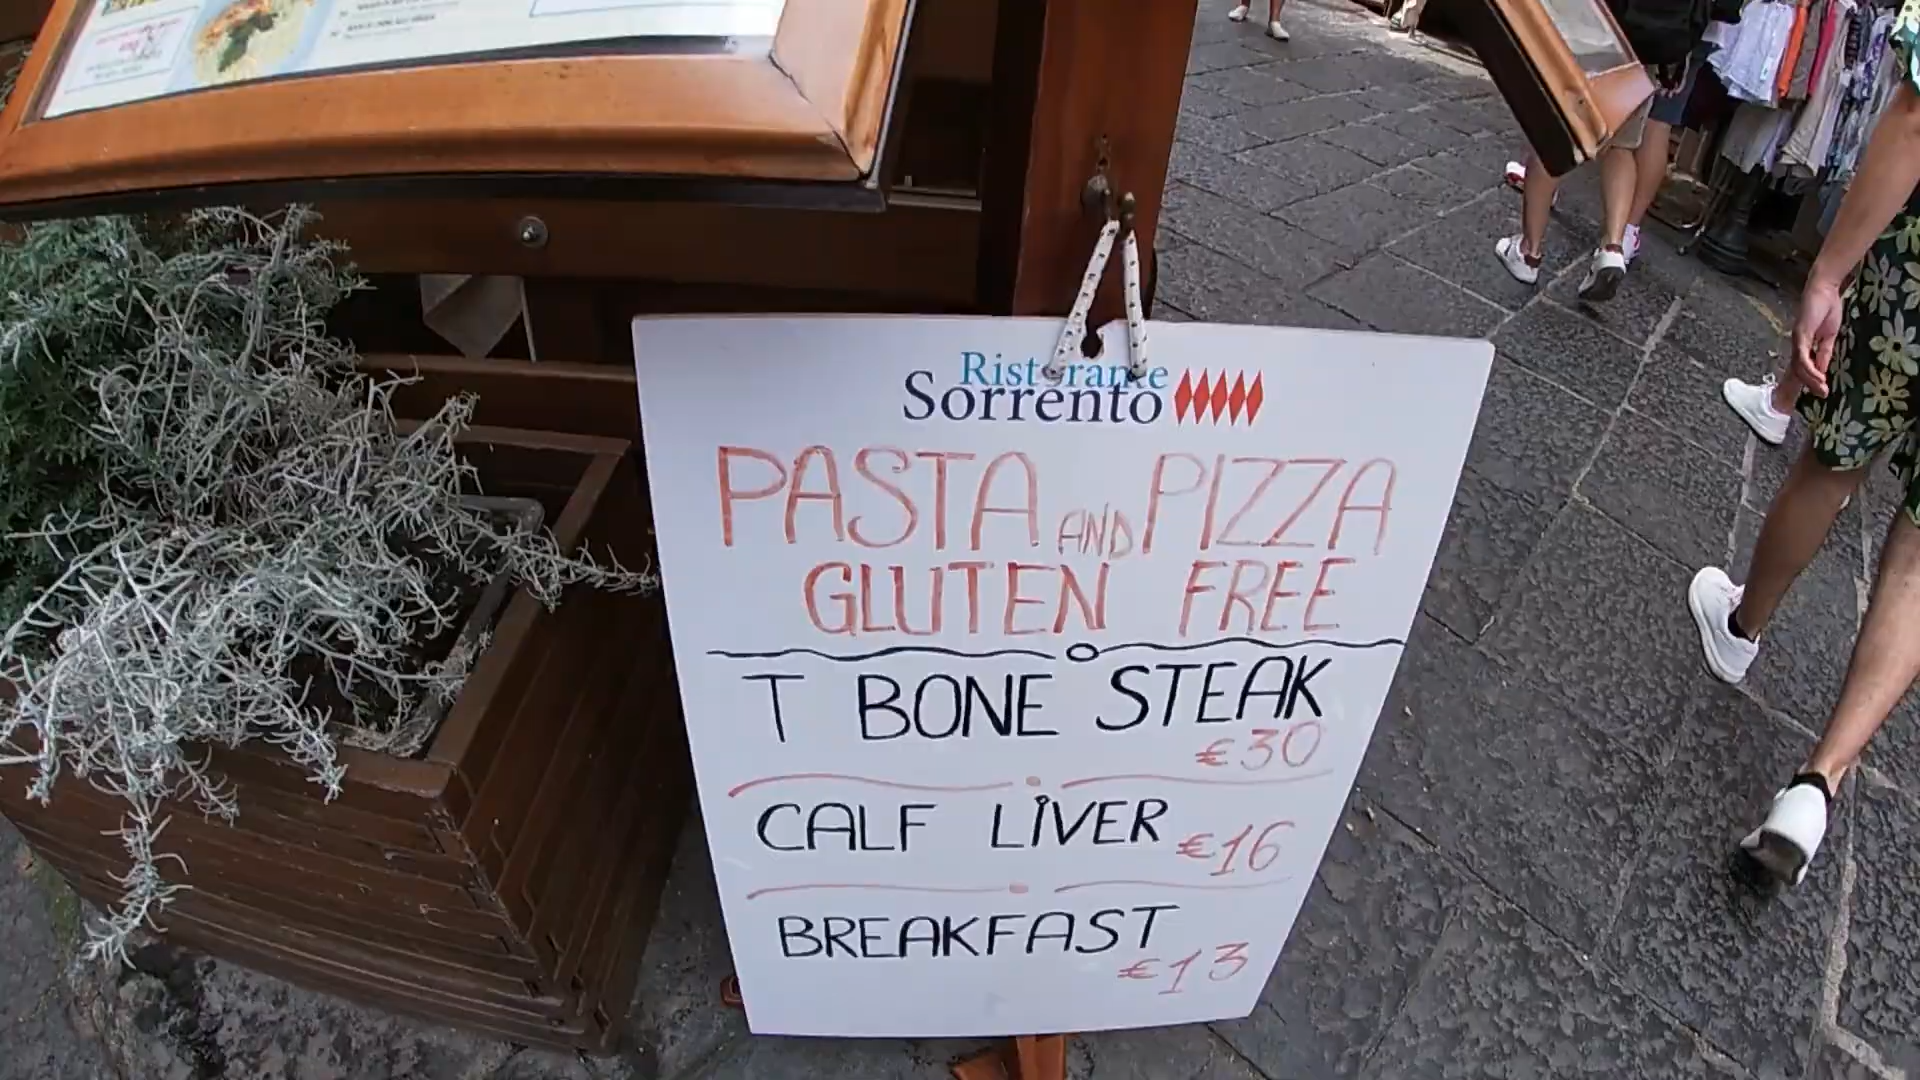 Ristorante
Sorrento
PASTA AND PIZZA
GLUTEN FREE
T BONE STEAK
€30
CALF LIVER €16
BREAKFAST
€13